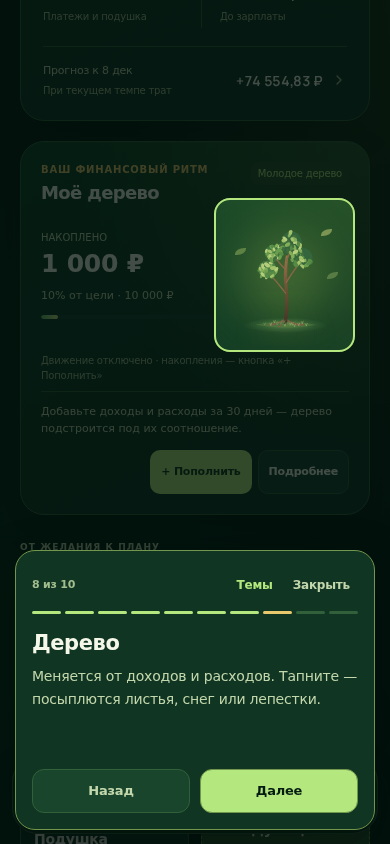 Платежи и подушка
До зарплаты
Прогноз к 8 дек
+74 554,83 ₽
При текущем темпе трат
ВАШ ФИНАНСОВЫЙ РИТМ
Молодое дерево
Моё дерево
НАКОПЛЕНО
1 000 ₽
10% от цели · 10 000 ₽
Движение отключено · накопления — кнопка «+
Пополнить»
Добавьте доходы и расходы за 30 дней — дерево
подстроится под их соотношение.
+ Пополнить
Подробнее
ОТ ЖЕЛАНИЯ К ПЛАНУ
8 из 10
Темы
Закрыть
Дерево
Меняется от доходов и расходов. Тапните —
посыплются листья, снег или лепестки.
Назад
Далее
Подушка